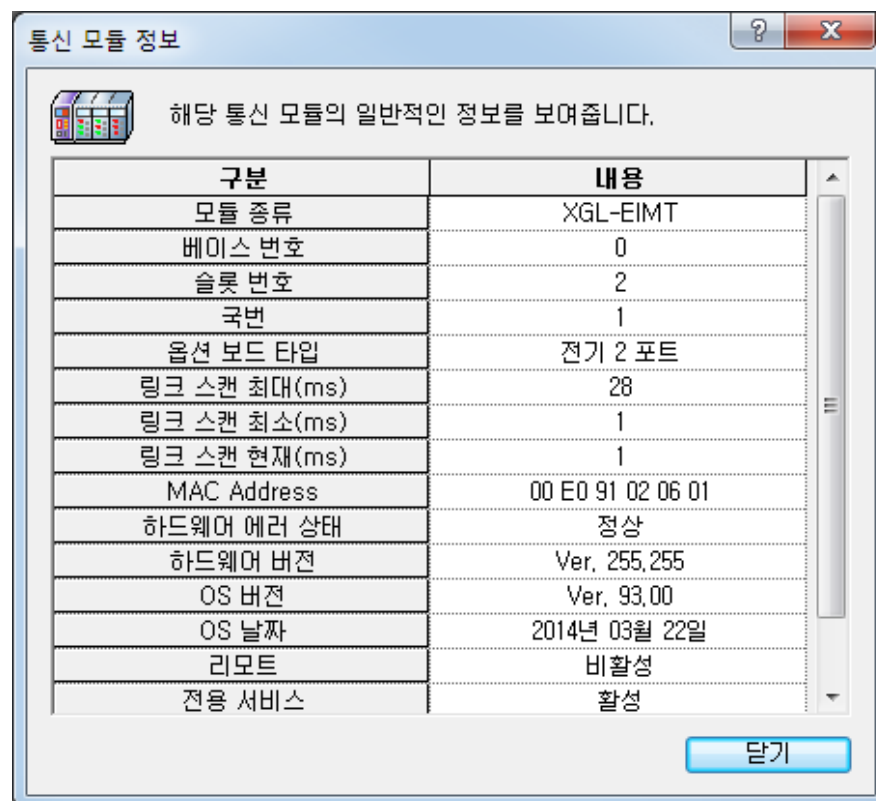 통신 모듈 정보
해당 통신 모듈의 일반적인 정보를 보여줍니다.
구분 내용
모듈 종류 XGL-EIMT
베이스 번호 0
슬롯 번호 2
국번 1
옵션 보드 타입 전기 2 포트
링크 스캔 최대(ms) 28
링크 스캔 최소(ms) 1
링크 스캔 현재(ms) 1
MAC Address 00 E0 91 02 06 01
하드웨어 에러 상태 정상
하드웨어 버전 Ver. 255.255
OS 버전 Ver. 93.00
OS 날짜 2014년 03월 22일
리모트 비활성
전용 서비스 활성
닫기